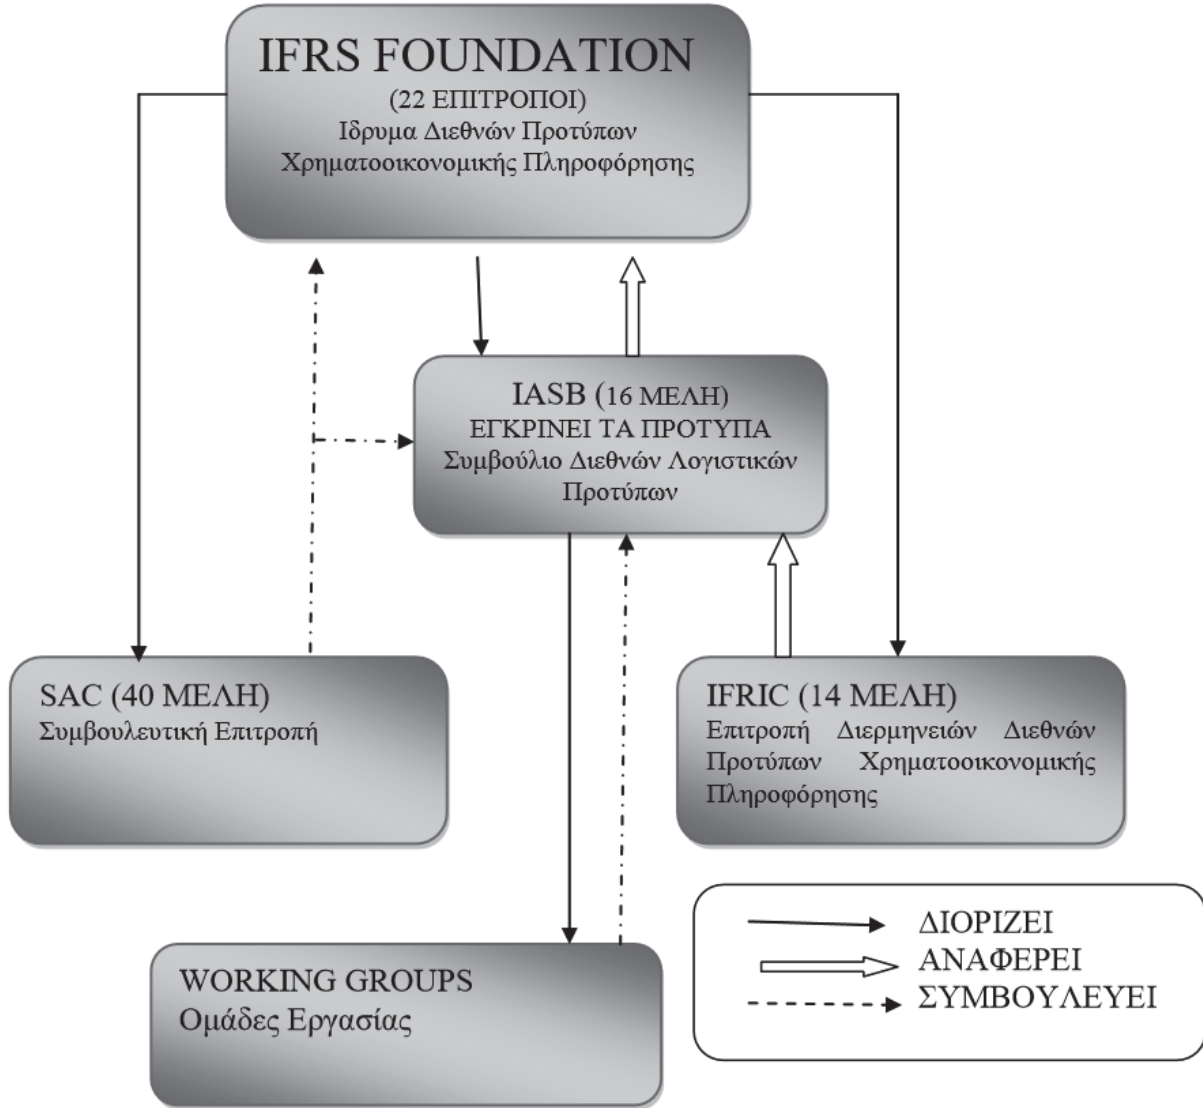 IFRS FOUNDATION
(22 ΕΠΙΤΡΟΠΟΙ)
Ιδρυμα Διεθνών Προτύπων
Χρηματοοικονομικής Πληροφόρησης
IASB (16 ΜΕΛΗ)
ΕΓΚΡΙΝΕΙ ΤΑ ΠΡΟΤΥΠΑ
Συμβούλιο Διεθνών Λογιστικών
Προτύπων
SAC (40 ΜΕΛΗ)
Συμβουλευτική Επιτροπή
IFRIC (14 ΜΕΛΗ)
Επιτροπή Διερμηνειών Διεθνών
Προτύπων Χρηματοοικονομικής
Πληροφόρησης
WORKING GROUPS
Ομάδες Εργασίας
ΔΙΟΡΙΖΕΙ
ΑΝΑΦΕΡΕΙ
ΣΥΜΒΟΥΛΕΥΕΙ